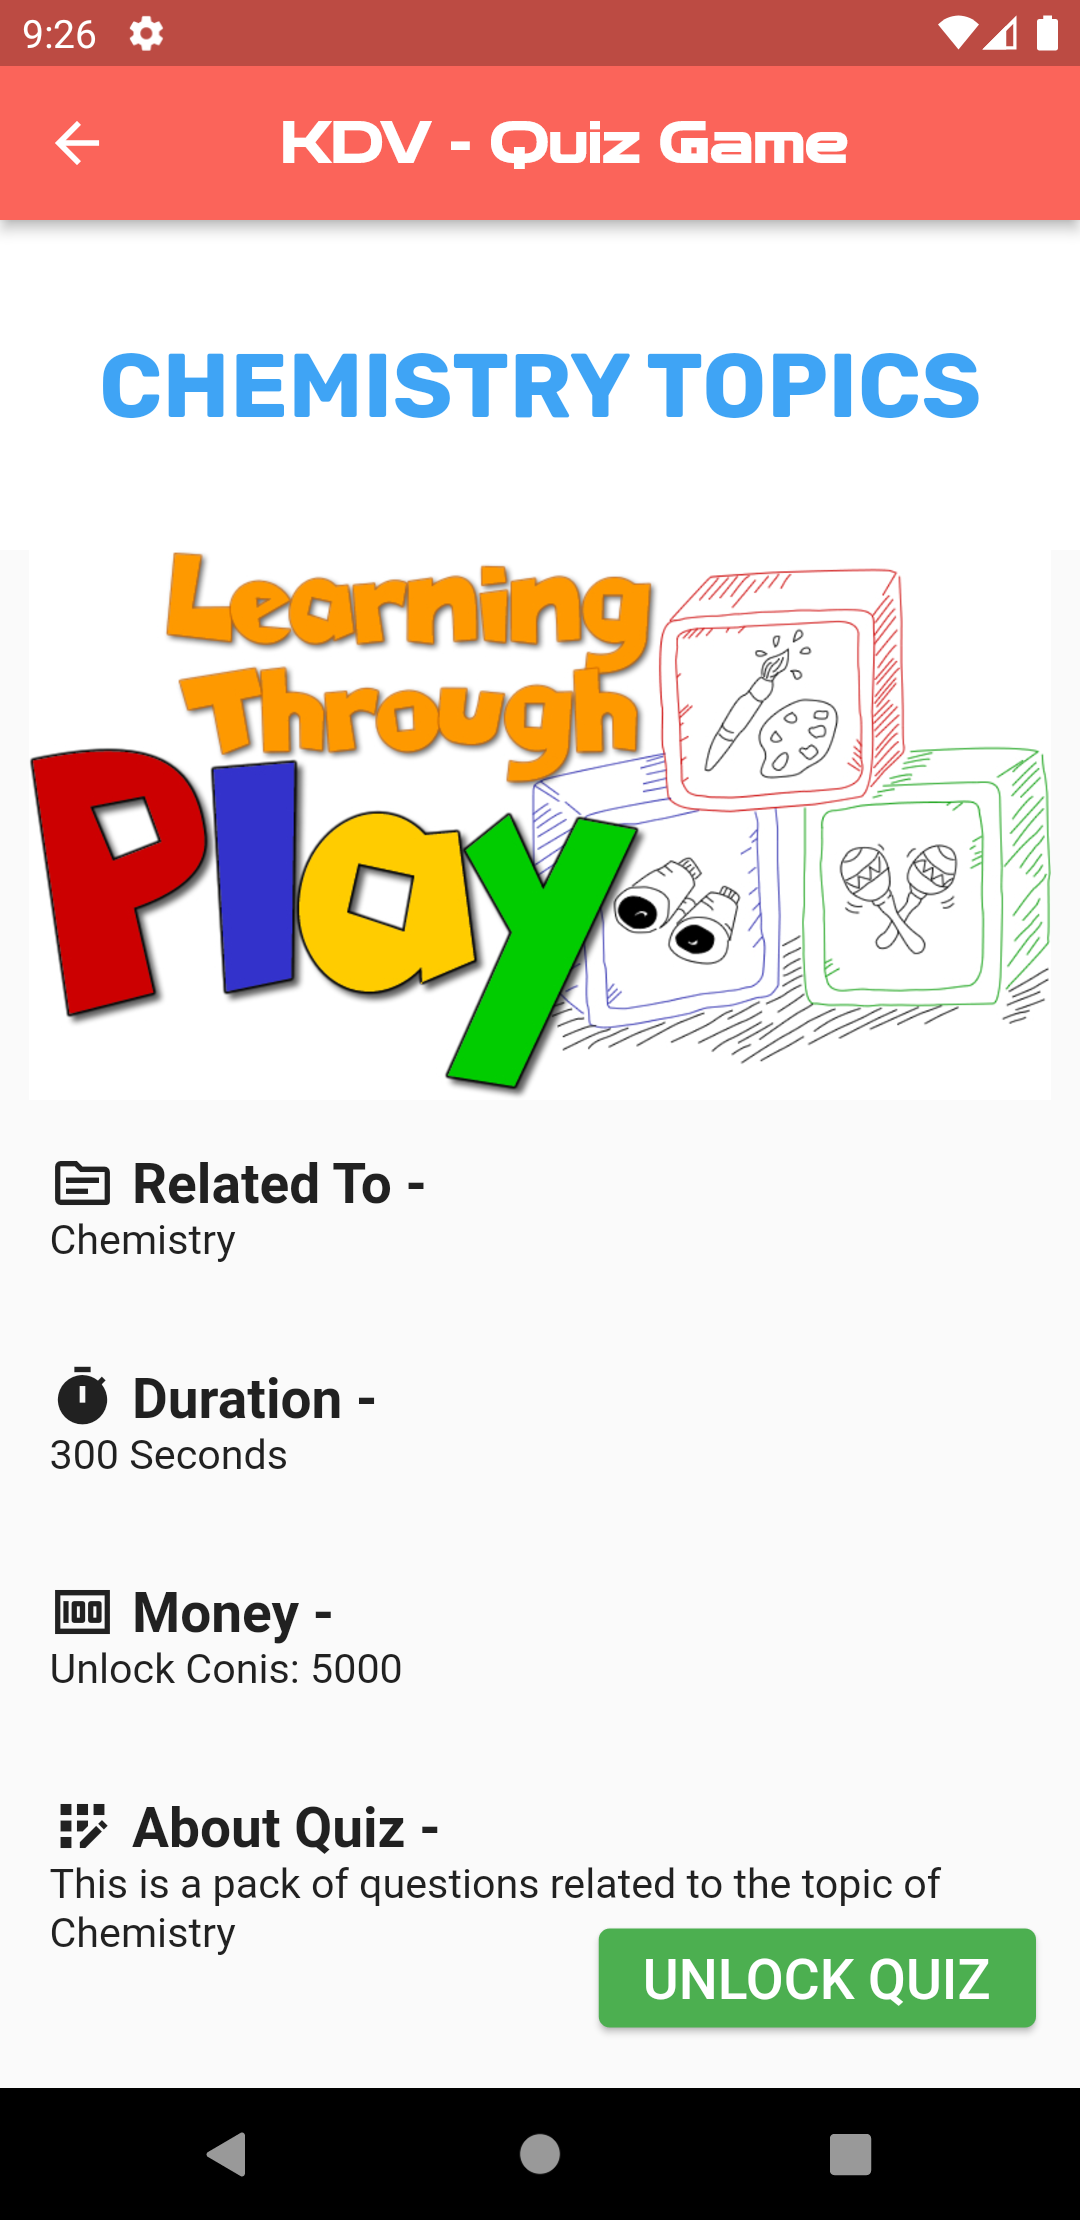 9:26
KDV - Quiz Game
CHEMISTRY TOPICS
Learning
Through
Play
Related To -
Chemistry
Duration -
300 Seconds
100 Money -
Unlock Conis: 5000
About Quiz -
This is a pack of questions related to the topic of
Chemistry
UNLOCK QUIZ